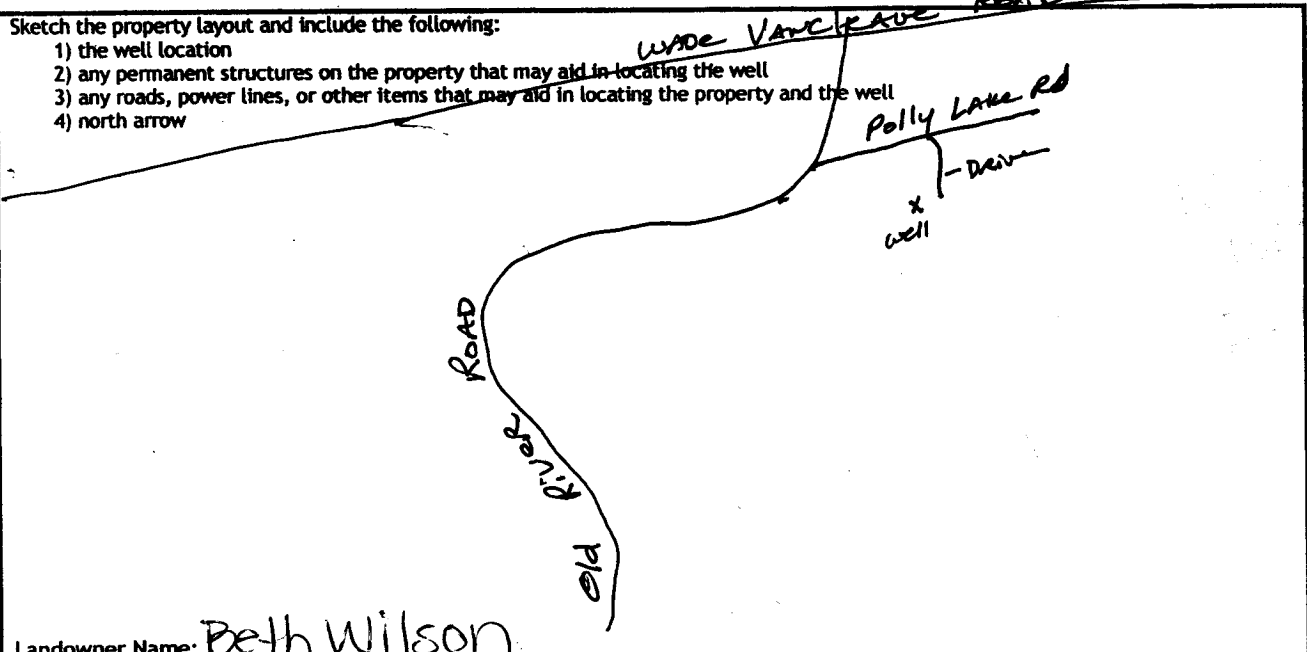 Sketch the property layout and include the following:
1) the well location
WADE VANCLEAVE ROAD
2) any permanent structures on the property that may aid in locating the well
3) any roads, power lines, or other items that may aid in locating the property and the well
4) north arrow
Polly LAKE Rd
- Drive
x
well
Old RiVER ROAD
Landowner Name: Beth Wilson